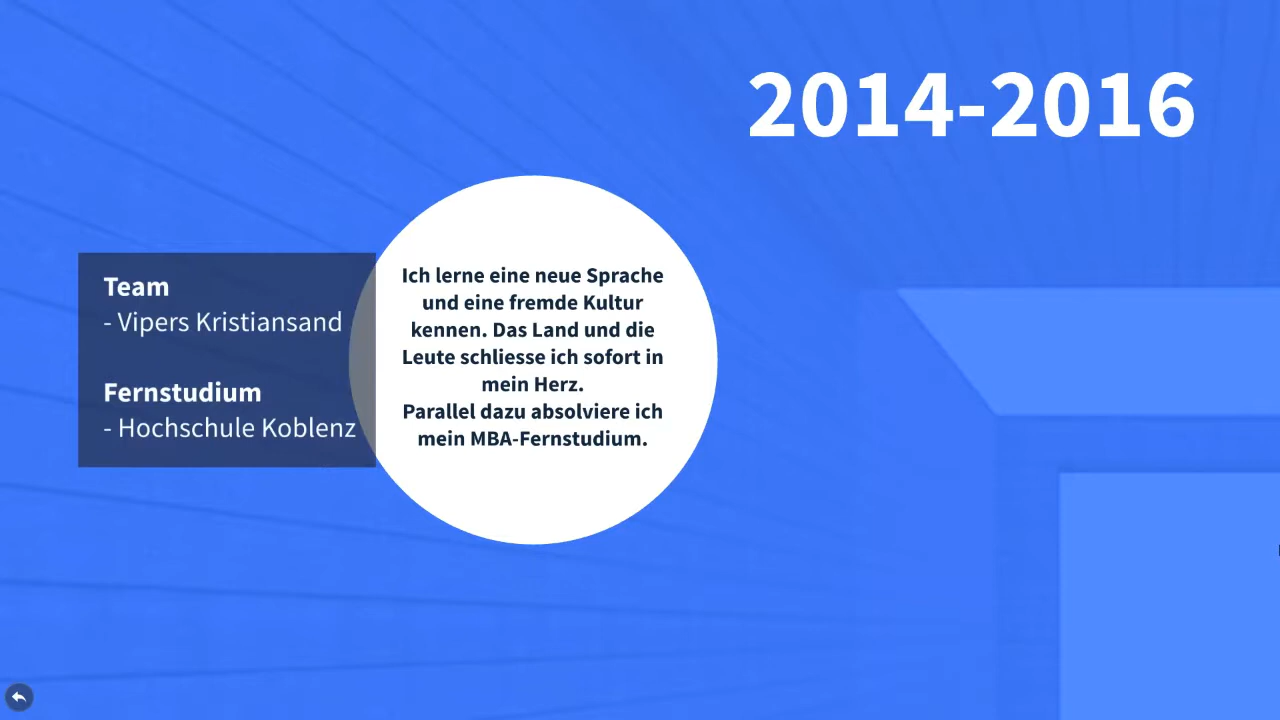 2014-2016
Team
- Vipers Kristiansand
Fernstudium
- Hochschule Koblenz
Ich lerne eine neue Sprache
und eine fremde Kultur
kennen. Das Land und die
Leute schliesse ich sofort in
mein Herz.
Parallel dazu absolviere ich
mein MBA-Fernstudium.